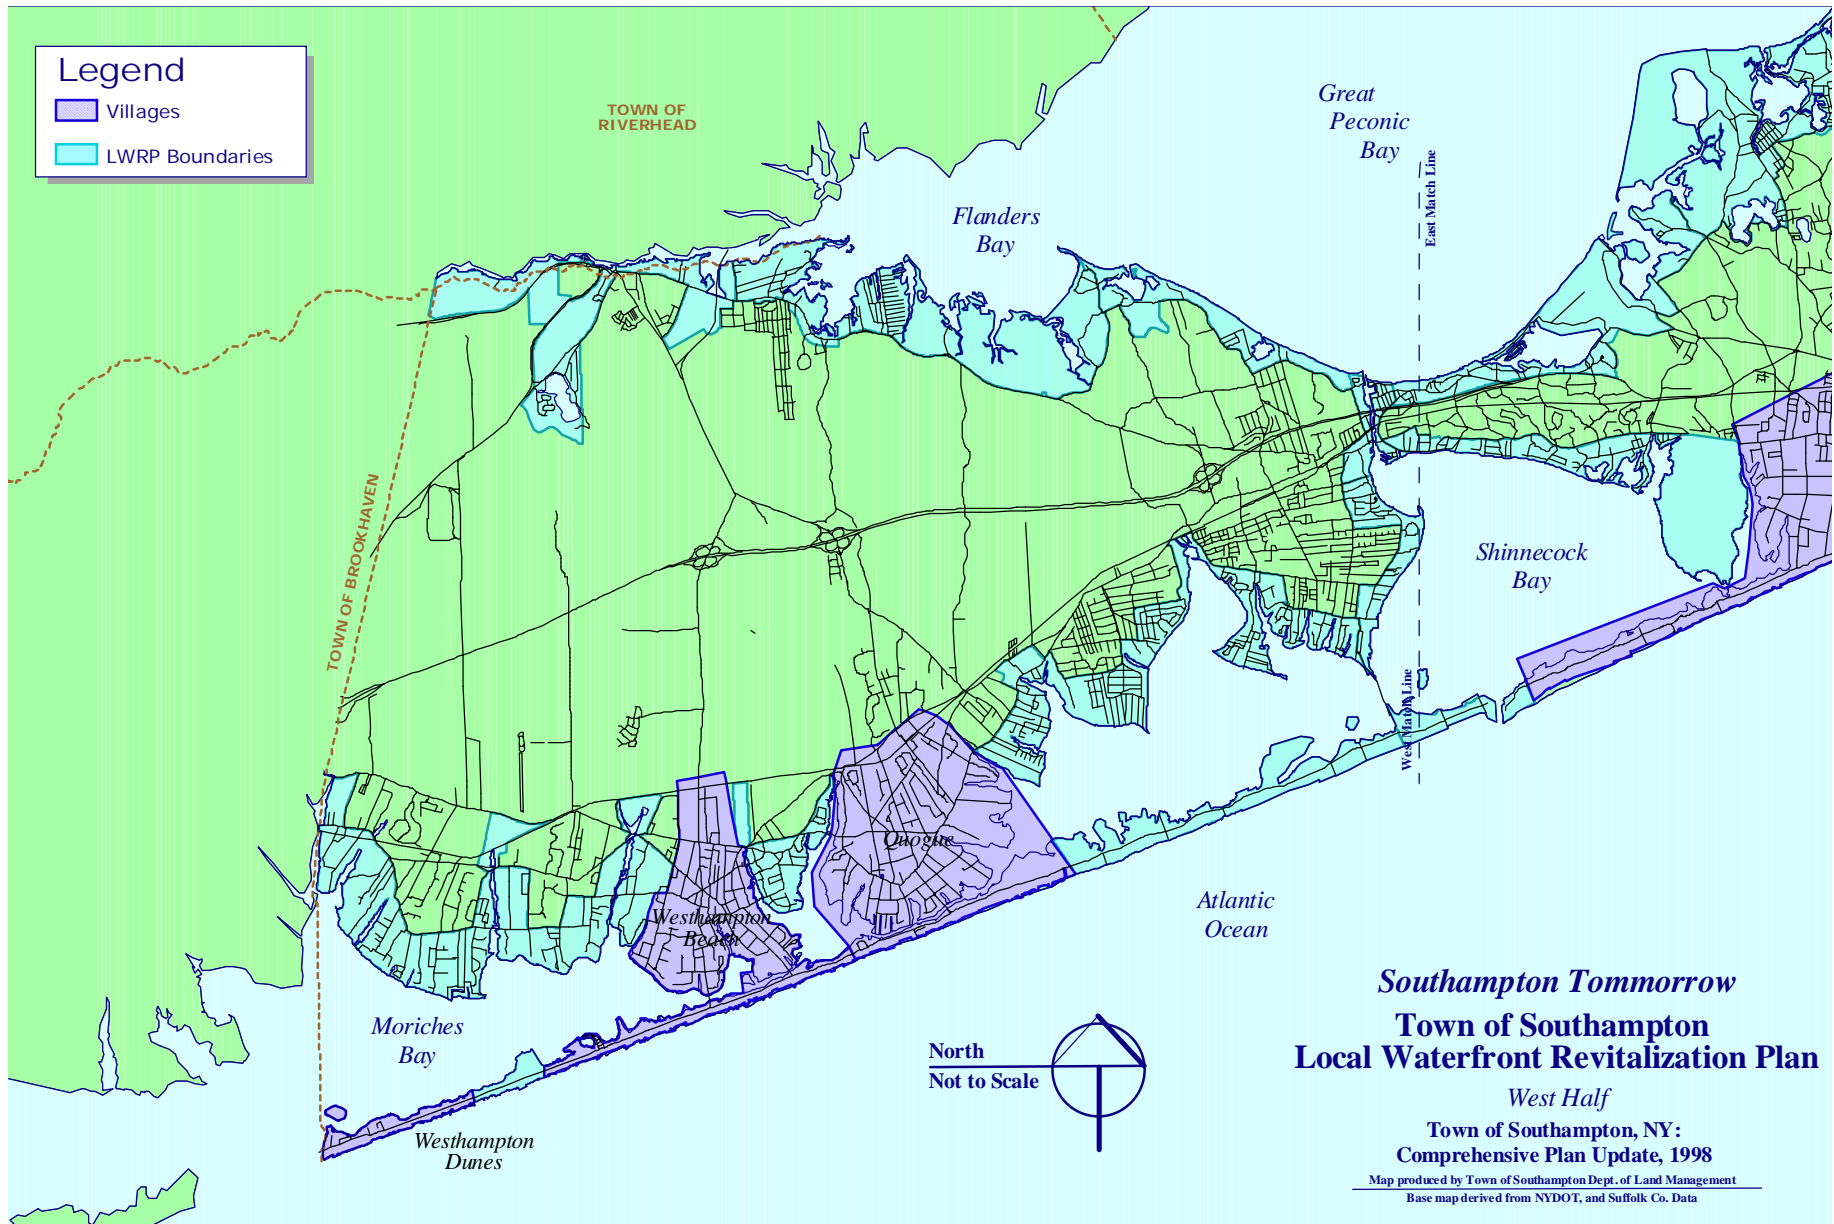 Legend
Villages
LWRP Boundaries
TOWN OF
RIVERHEAD
Great
Peconic
Bay
East Match Line
Flanders
Bay
TOWN OF BROOKHAVEN
Shinnecock
Bay
West Match Line
Quogue
Westhampton
Beach
Atlantic
Ocean
Moriches
Bay
Westhampton
Dunes
North
Not to Scale
Southampton Tommorrow
Town of Southampton
Local Waterfront Revitalization Plan
West Half
Town of Southampton, NY:
Comprehensive Plan Update, 1998
Map produced by Town of Southampton Dept. of Land Management
Base map derived from NYDOT, and Suffolk Co. Data